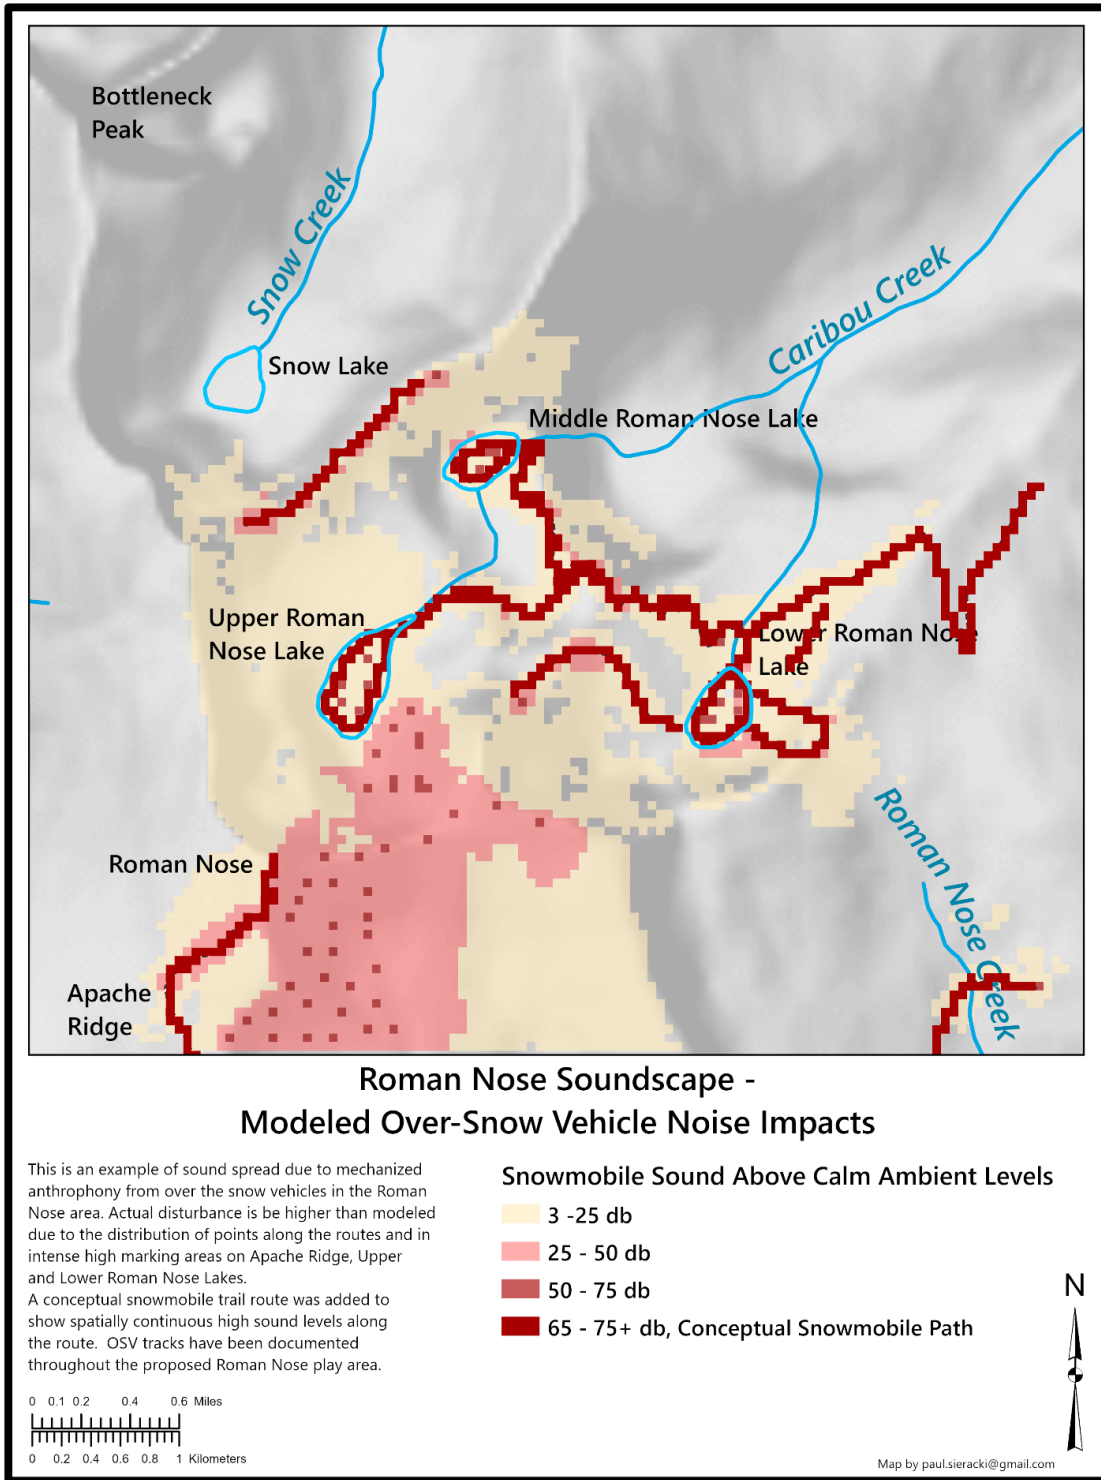 Bottleneck
Peak
Snow Creek
Caribou Creek
Snow Lake
Middle Roman Nose Lake
Upper Roman
Nose Lake
Lower Roman Nose
Lake
Roman Nose
Roman Nose Creek
Apache
Ridge
Roman Nose Soundscape -
Modeled Over-Snow Vehicle Noise Impacts
This is an example of sound spread due to mechanized
anthrophony from over the snow vehicles in the Roman
Nose area. Actual disturbance is be higher than modeled
due to the distribution of points along the routes and in
intense high marking areas on Apache Ridge, Upper
and Lower Roman Nose Lakes.
A conceptual snowmobile trail route was added to
show spatially continuous high sound levels along
the route.  OSV tracks have been documented
throughout the proposed Roman Nose play area.
Snowmobile Sound Above Calm Ambient Levels
3 -25 db
25 - 50 db
50 - 75 db
65 - 75+ db, Conceptual Snowmobile Path
N
0 0.1 0.2 0.4 0.6 Miles
0 0.2 0.4 0.6 0.8 1 Kilometers
Map by paul.sieracki@gmail.com